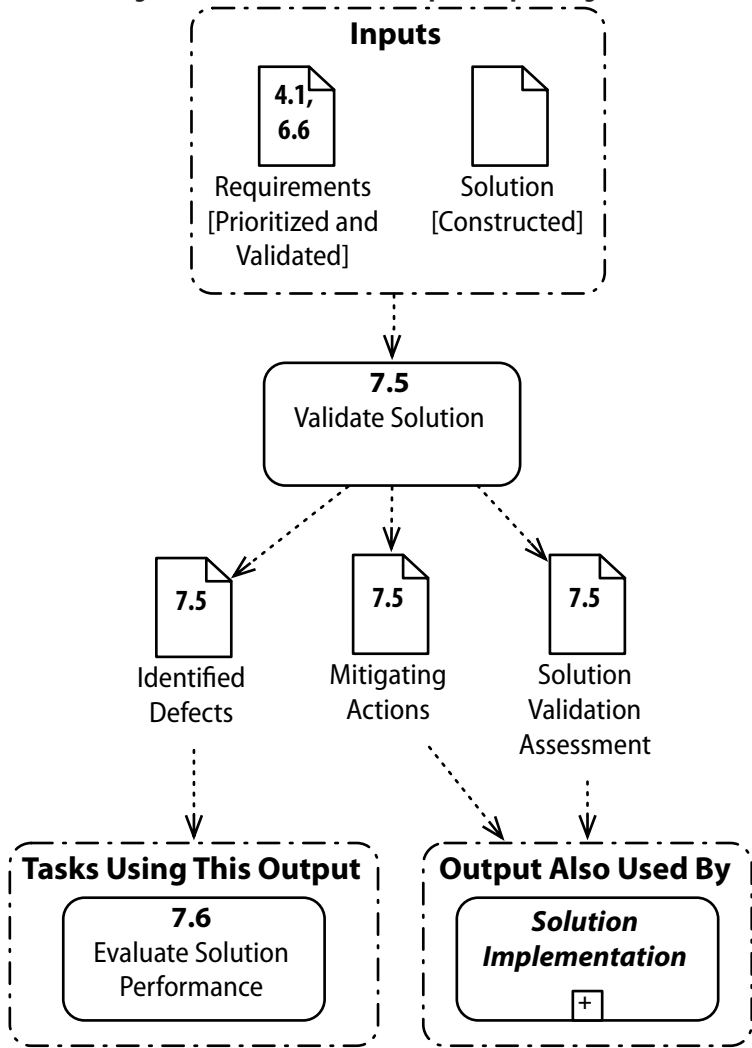 Inputs
4.1,
6.6
Requirements
[Prioritized and
Validated]
Solution
[Constructed]
7.5
Validate Solution
7.5
Identified
Defects
7.5
Mitigating
Actions
7.5
Solution
Validation
Assessment
Tasks Using This Output
7.6
Evaluate Solution
Performance
Output Also Used By
Solution
Implementation
+